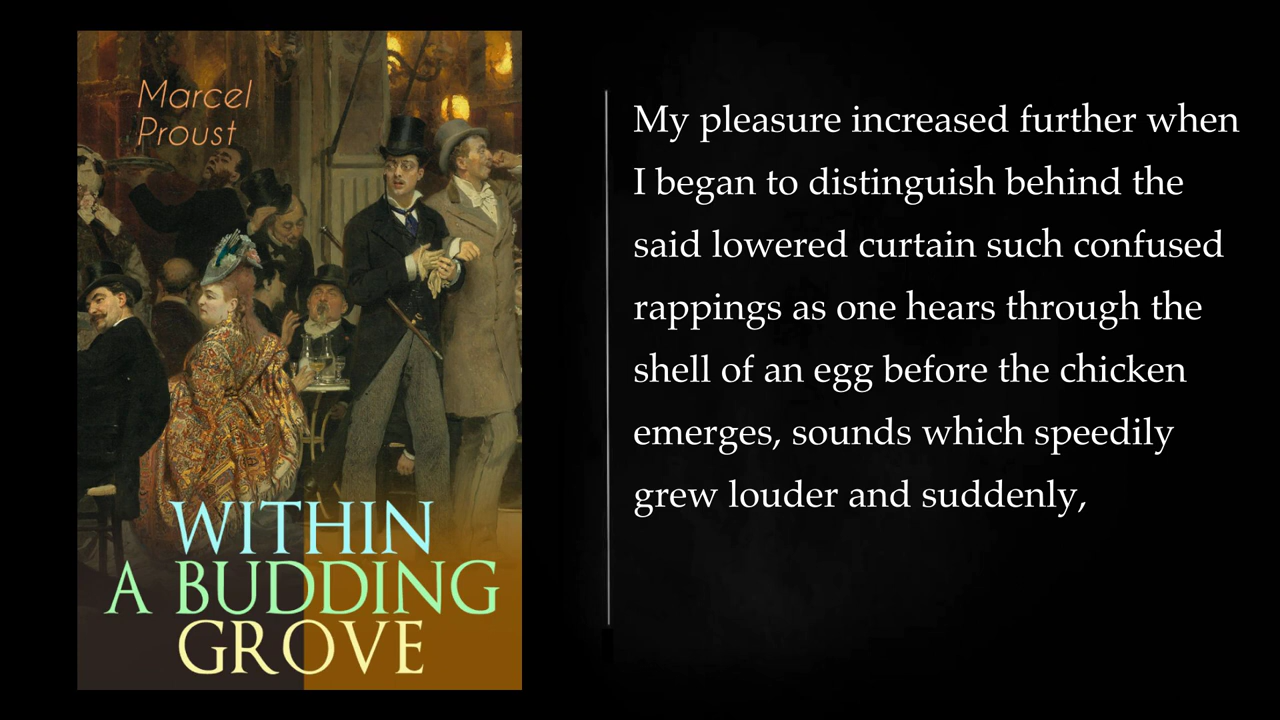 Marcel
Proust
WITHIN
A BUDDING
GROVE
My pleasure increased further when
I began to distinguish behind the
said lowered curtain such confused
rappings as one hears through the
shell of an egg before the chicken
emerges, sounds which speedily
grew louder and suddenly,